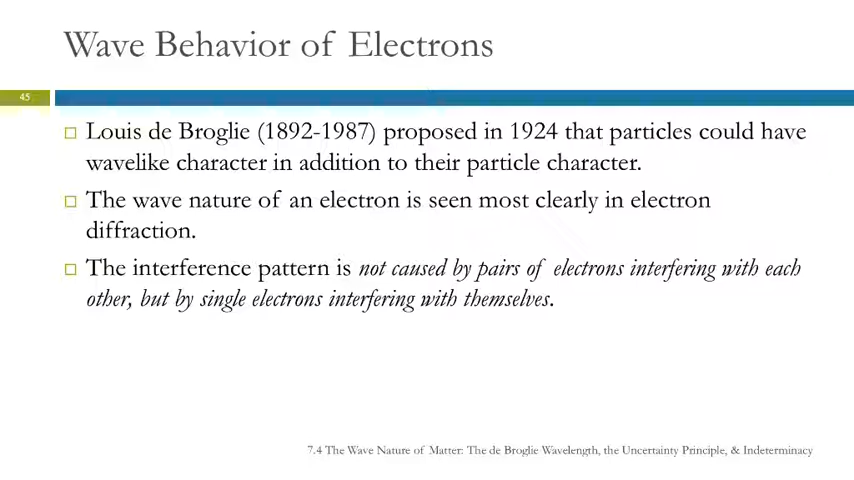 Wave Behavior of Electrons
45
Louis de Broglie (1892-1987) proposed in 1924 that particles could have
wavelike character in addition to their particle character.
The wave nature of an electron is seen most clearly in electron
diffraction.
The interference pattern is not caused by pairs of electrons interfering with each
other, but by single electrons interfering with themselves.
7.4 The Wave Nature of Matter: The de Broglie Wavelength, the Uncertainty Principle, & Indeterminacy